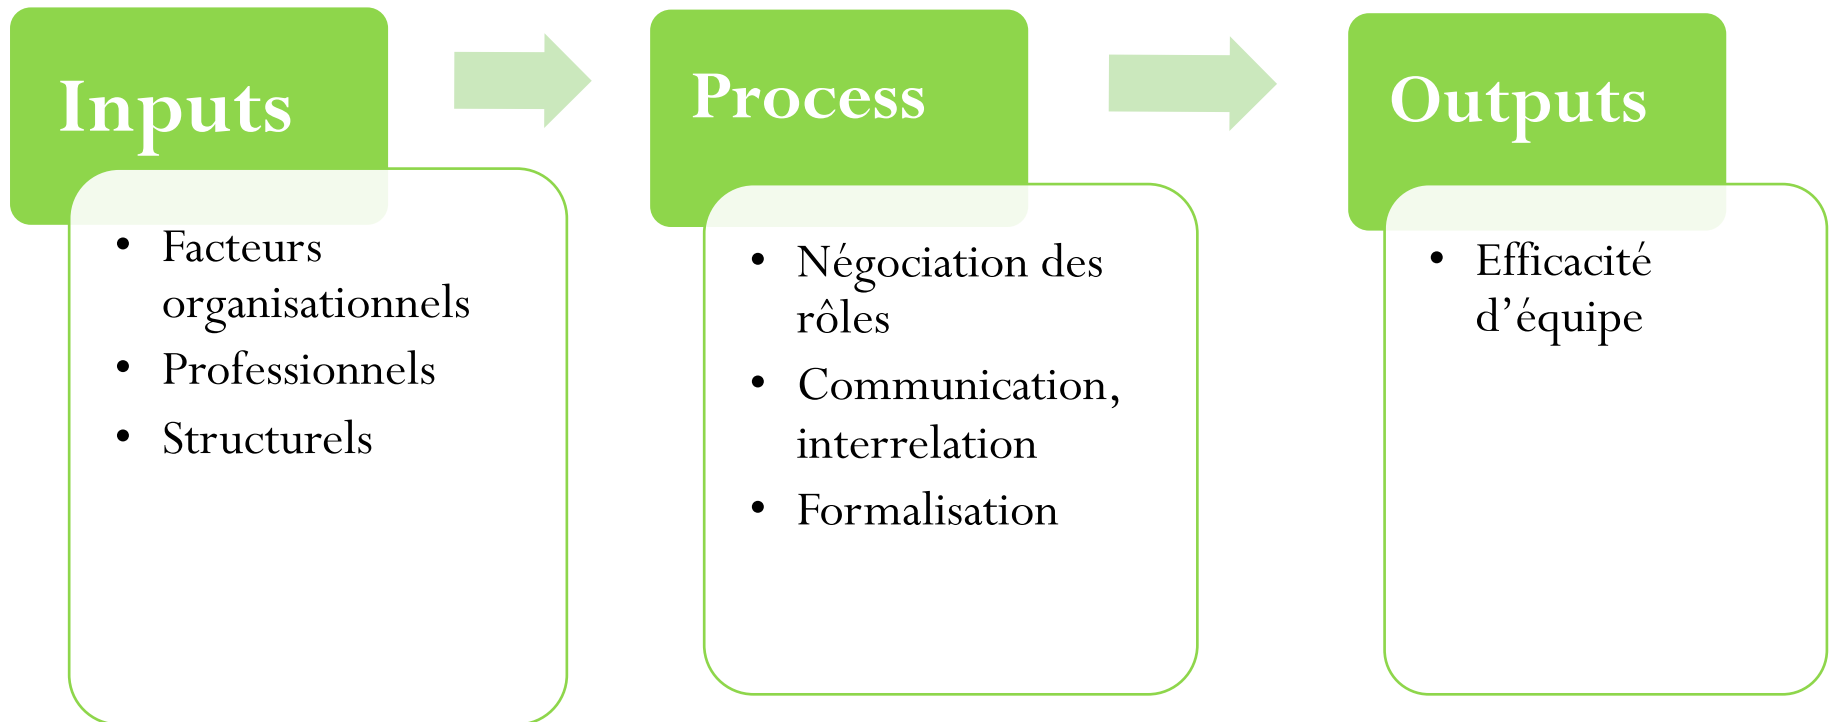 Inputs
• Facteurs
organisationnels
• Professionnels
• Structurels
Process
• Négociation des
rôles
• Communication,
interrelation
• Formalisation
Outputs
• Efficacité
d’équipe